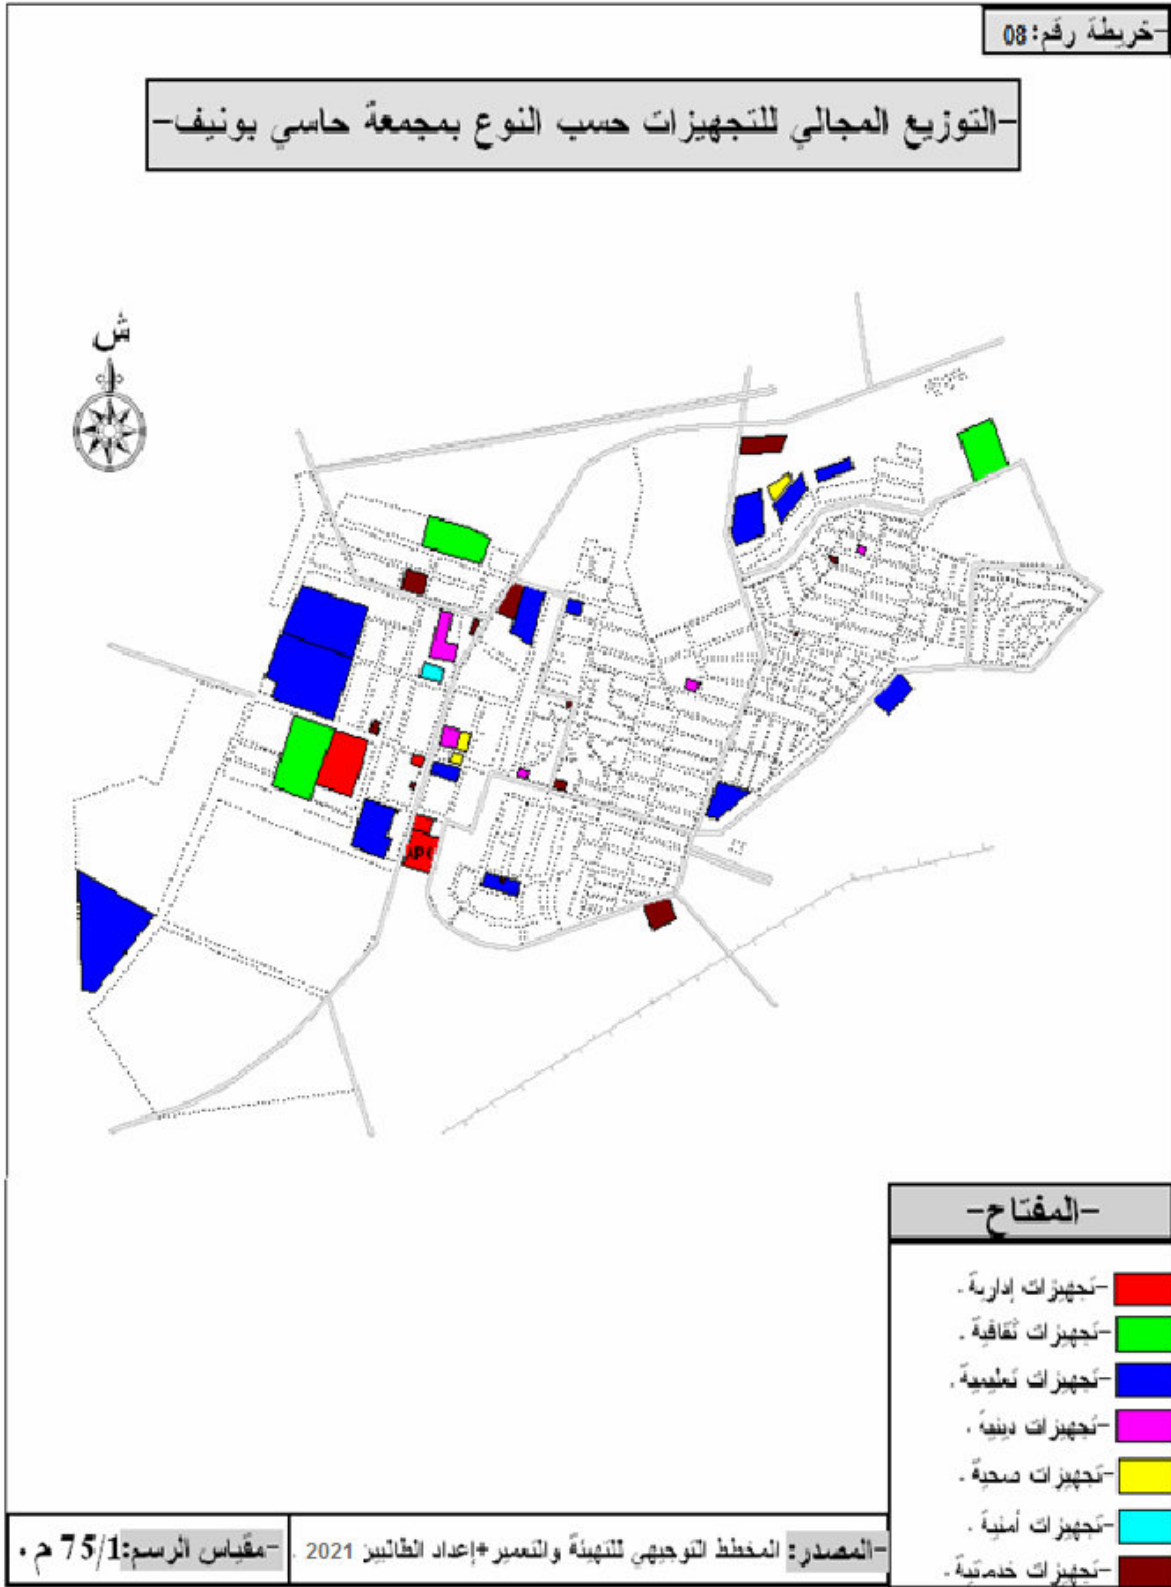 -خريطة رقم:08
-التوزيع المجالي للتجهيزات حسب النوع بمجمعة حاسي بونيف-
ش
APC
-المفتاح-
-تجهيزات إدارية .
-تجهيزات ثقافية .
-تجهيزات تعليمية .
-تجهيزات دينية .
-تجهيزات صحية .
-تجهيزات أمنية .
-تجهيزات خدماتية .
-المصدر: المخطط التوجيهي للتهيئة والتعمير+إعداد الطالبين 2021 .
-مقياس الرسم:75/1 م .